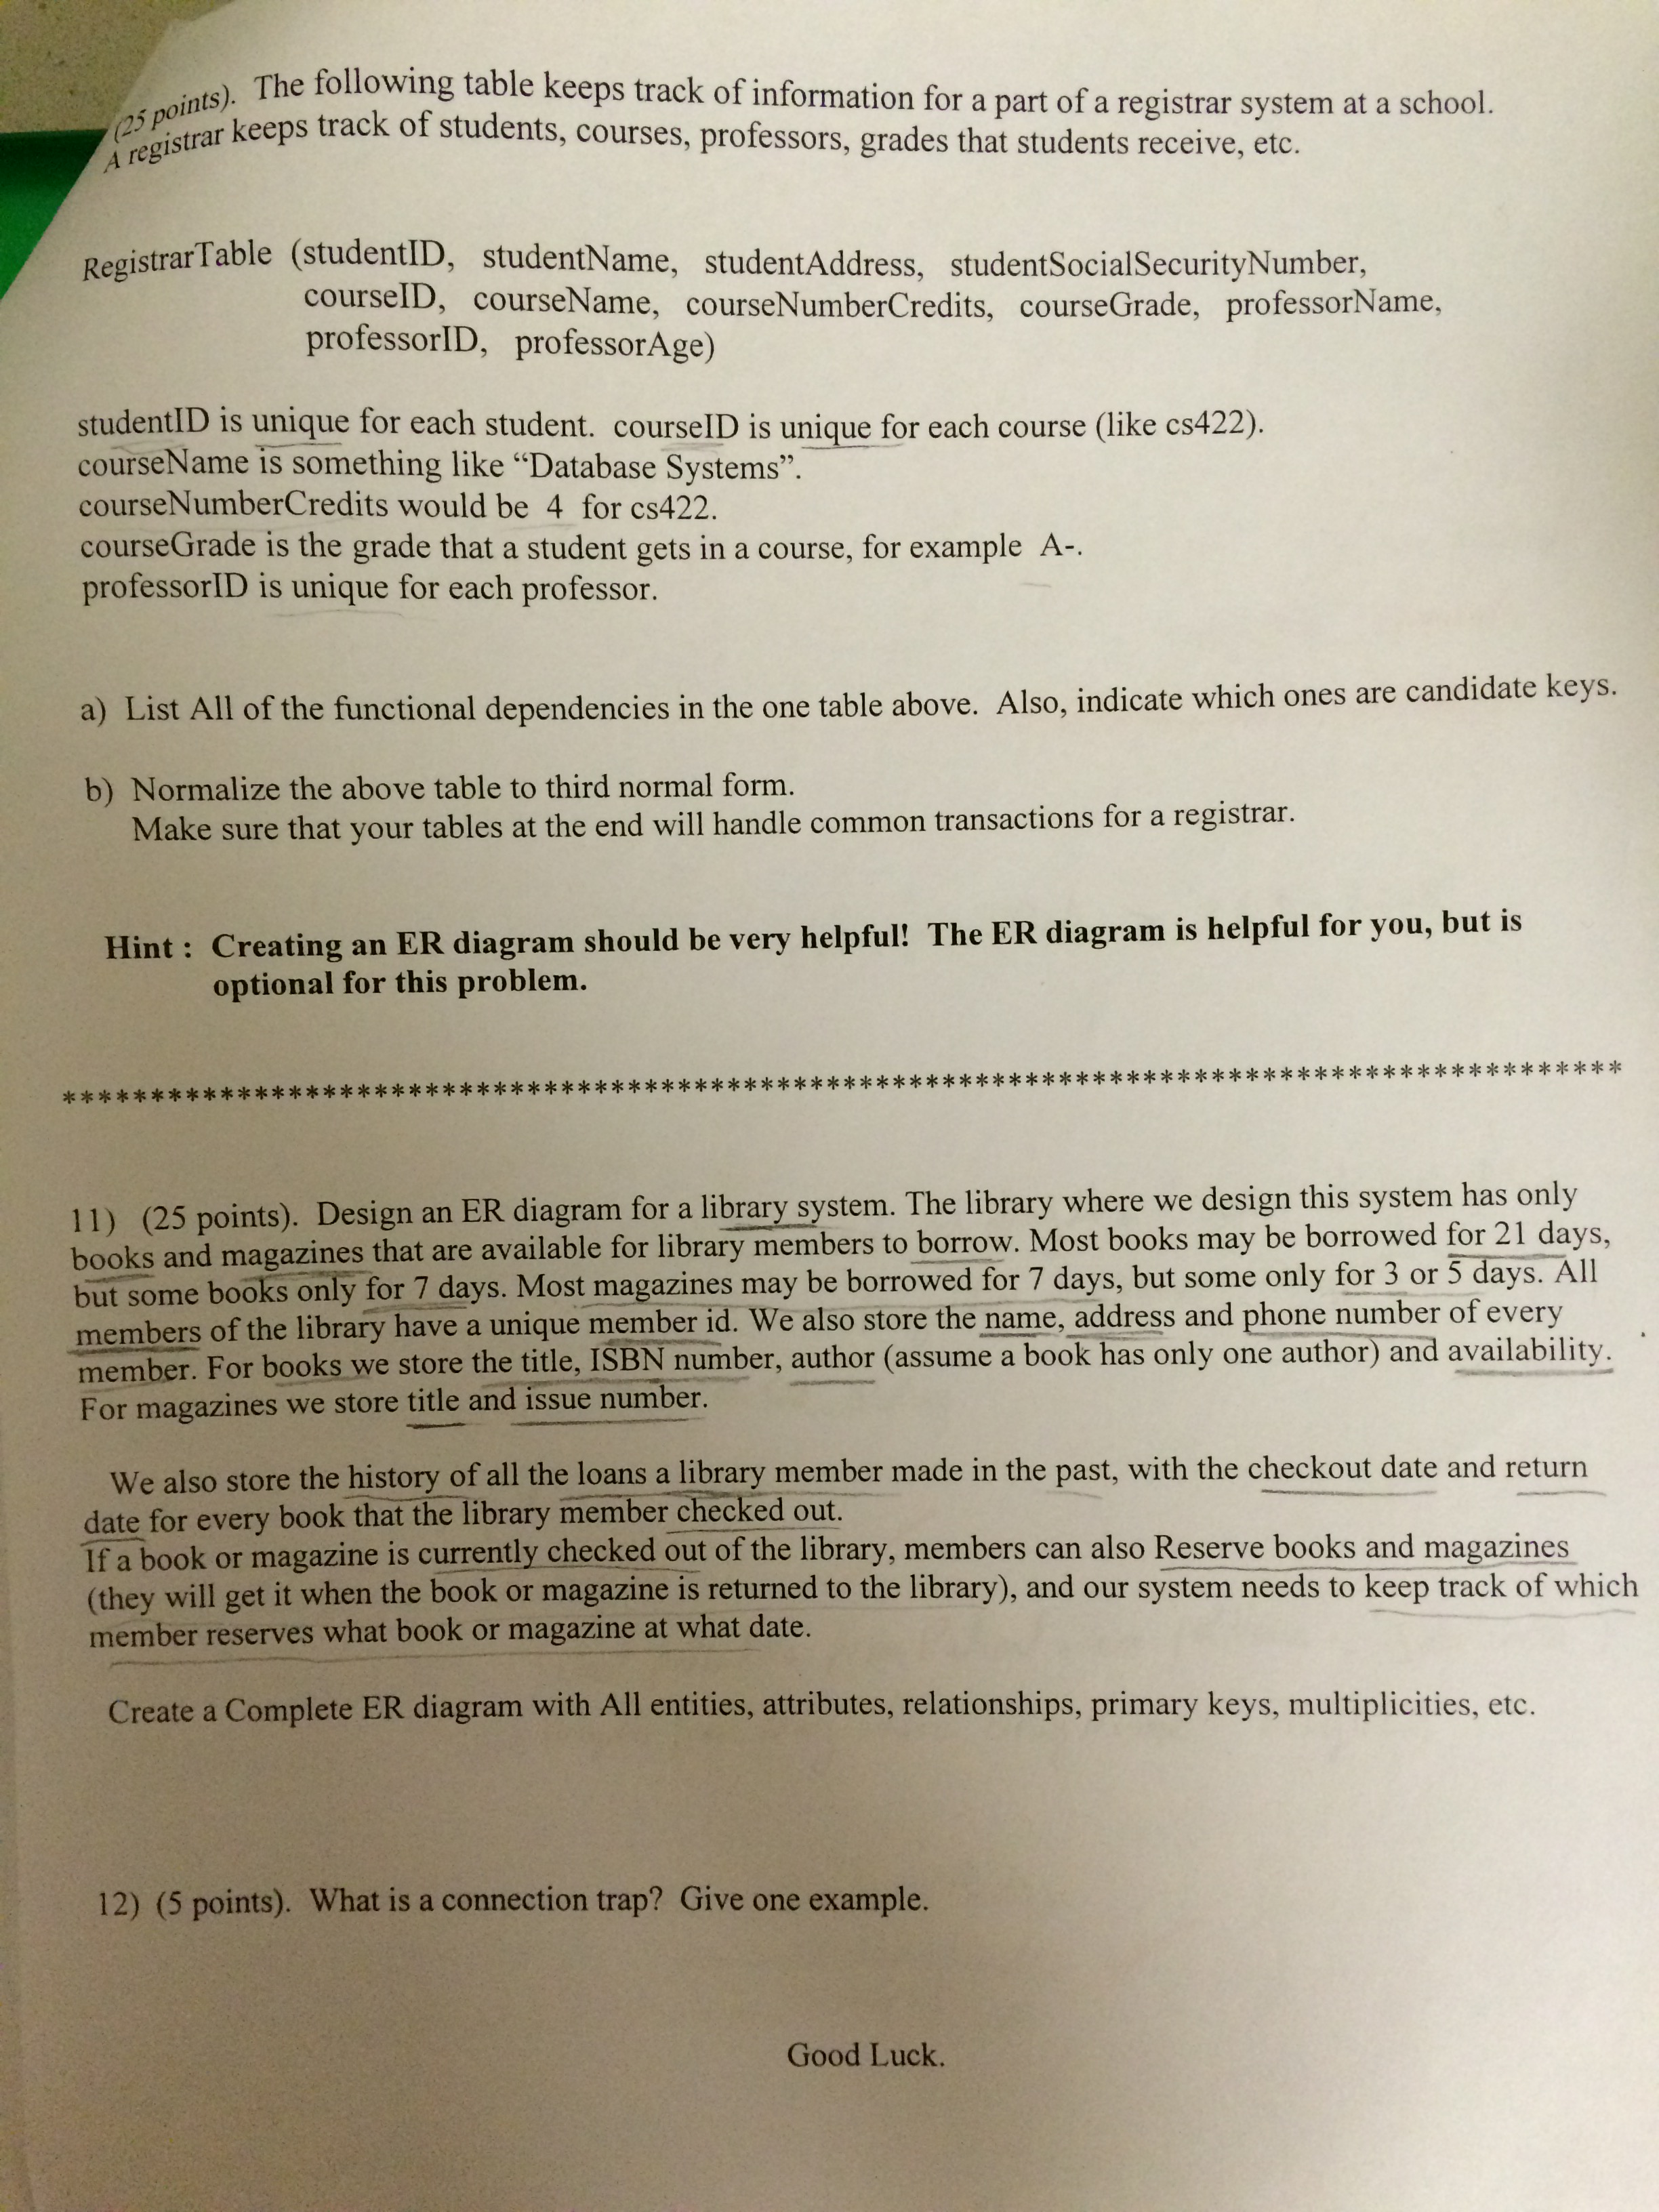 (25 points). The following table keeps track of information for a part of a registrar system at a school.
A registrar keeps track of students, courses, professors, grades that students receive, etc.
RegistrarTable (studentID, studentName, studentAddress, studentSocialSecurityNumber,
courseID, courseName, courseNumberCredits, courseGrade, professorName,
professorID, professorAge)
studentID is unique for each student. courseID is unique for each course (like cs422).
courseName is something like “Database Systems”.
courseNumberCredits would be 4 for cs422.
courseGrade is the grade that a student gets in a course, for example A-.
professorID is unique for each professor.
a) List All of the functional dependencies in the one table above. Also, indicate which ones are candidate keys.
b) Normalize the above table to third normal form.
Make sure that your tables at the end will handle common transactions for a registrar.
Hint : Creating an ER diagram should be very helpful! The ER diagram is helpful for you, but is
optional for this problem.
******************************************************************************************
11) (25 points). Design an ER diagram for a library system. The library where we design this system has only
books and magazines that are available for library members to borrow. Most books may be borrowed for 21 days,
but some books only for 7 days. Most magazines may be borrowed for 7 days, but some only for 3 or 5 days. All
members of the library have a unique member id. We also store the name, address and phone number of every
member. For books we store the title, ISBN number, author (assume a book has only one author) and availability.
For magazines we store title and issue number.
We also store the history of all the loans a library member made in the past, with the checkout date and return
date for every book that the library member checked out.
If a book or magazine is currently checked out of the library, members can also Reserve books and magazines
(they will get it when the book or magazine is returned to the library), and our system needs to keep track of which
member reserves what book or magazine at what date.
Create a Complete ER diagram with All entities, attributes, relationships, primary keys, multiplicities, etc.
12) (5 points). What is a connection trap? Give one example.
Good Luck.